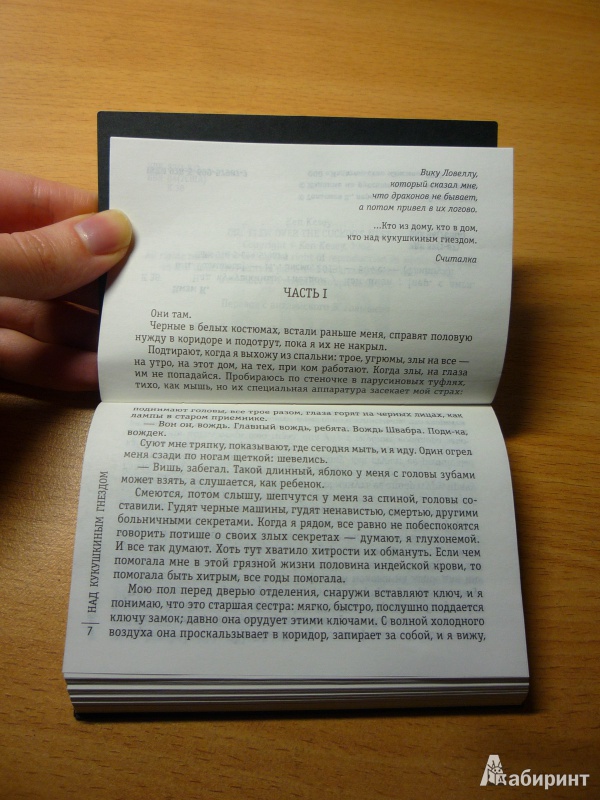 Вику Ловеллу,
который сказал мне,
что драконов не бывает,
а потом привел в их логово.
...Кто из дому, кто в дом,
кто над кукушкиным гнездом.
Считалка
ЧАСТЬ I
Они там.
Черные в белых костюмах, встали раньше меня, справят половую
нужду в коридоре и подотрут, пока я их не накрыл.
Подтирают, когда я выхожу из спальни: трое, угрюмы, злы на все —
на утро, на этот дом, на тех, при ком работают. Когда злы, на глаза
им не попадайся. Пробираюсь по стеночке в парусиновых туфлях,
тихо, как мышь, но их специальная аппаратура засекает мой страх:
поднимают головы, все трое разом, глаза горят на черных лицах, как
лампы в старом приемнике.
— Вон он, вождь. Главный вождь, ребята. Вождь Швабра. Поди-ка,
вождек.
Суют мне тряпку, показывают, где сегодня мыть, и я иду. Один огрел
меня сзади по ногам щеткой: шевелись.
— Вишь, забегал. Такой длинный, яблоко у меня с головы зубами
может взять, а слушается, как ребенок.
Смеются, потом слышу, шепчутся у меня за спиной, головы со-
ставили. Гудят черные машины, гудят ненавистью, смертью, другими
больничными секретами. Когда я рядом, все равно не побеспокоятся
говорить потише о своих злых секретах — думают, я глухонемой.
И все так думают. Хоть тут хватило хитрости их обмануть. Если чем
помогала мне в этой грязной жизни половина индейской крови, то
помогала быть хитрым, все годы помогала.
Мою пол перед дверью отделения, снаружи вставляют ключ, и я
понимаю, что это старшая сестра: мягко, быстро, послушно поддается
ключу замок; давно она орудует этими ключами. С волной холодного
воздуха она проскальзывает в коридор, запирает за собой, и я вижу,
НАД КУКУШКИНЫМ ГНЕЗДОМ
7
Лабиринт